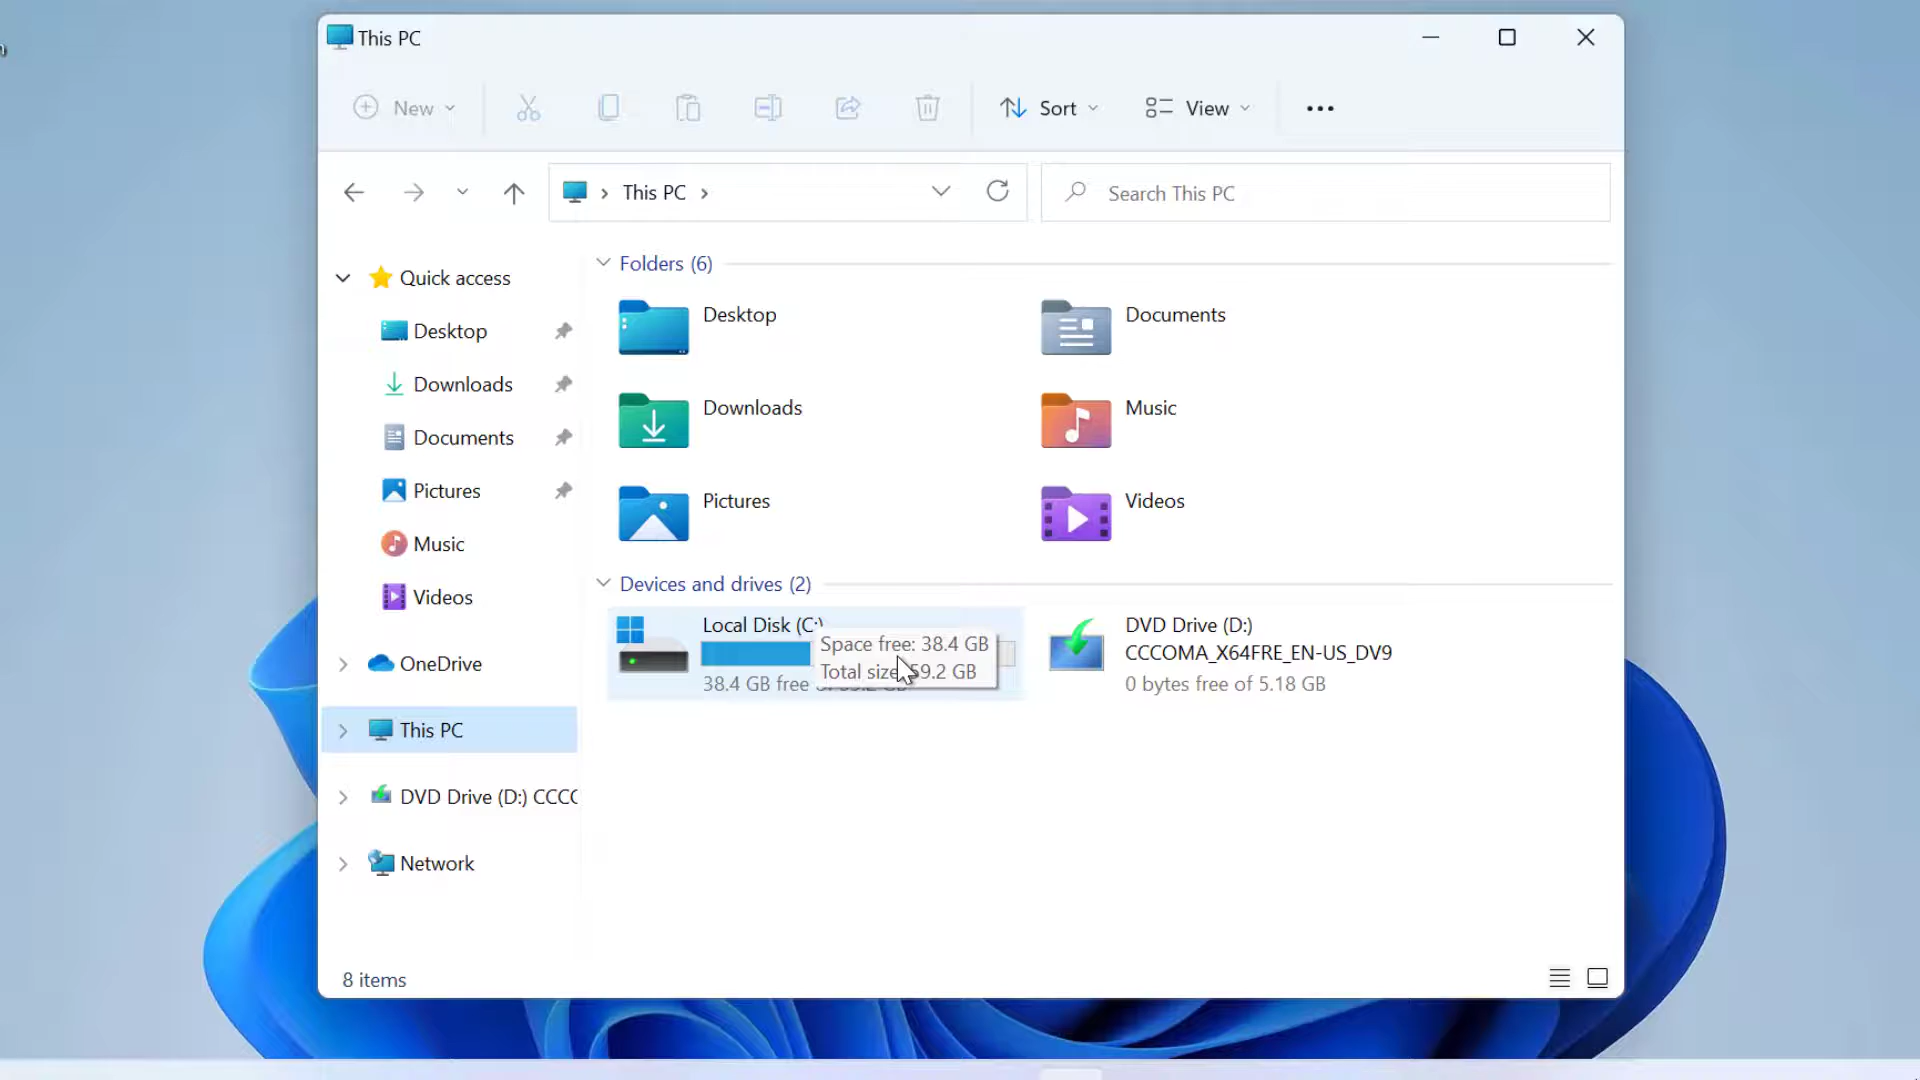 This PC
New
Sort
View
This PC
Search This PC
Quick access
Desktop
Downloads
Documents
Pictures
Music
Videos
OneDrive
This PC
DVD Drive (D:) CCCC
Network
Folders (6)
Desktop
Documents
Downloads
Music
Pictures
Videos
Devices and drives (2)
Local Disk (C:)
Space free: 38.4 GB
Total size: 59.2 GB
38.4 GB free
DVD Drive (D:)
CCCOMA_X64FRE_EN-US_DV9
0 bytes free of 5.18 GB
8 items